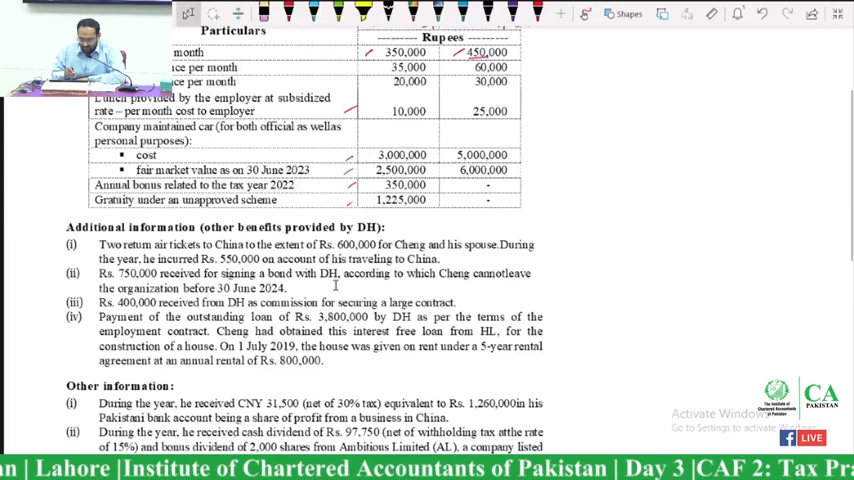 Shapes
Particulars
Rupees
month 350,000 450,000
ce per month 35,000 60,000
ce per month 20,000 30,000
Lunch provided by the employer at subsidized
rate – per month cost to employer 10,000 25,000
Company maintained car (for both official as wellas
personal purposes):
▪ cost 3,000,000 5,000,000
▪ fair market value as on 30 June 2023 2,500,000 6,000,000
Annual bonus related to the tax year 2022 350,000 -
Gratuity under an unapproved scheme 1,225,000 -
Additional information (other benefits provided by DH):
(i) Two return air tickets to China to the extent of Rs. 600,000 for Cheng and his spouse. During
the year, he incurred Rs. 550,000 on account of his traveling to China.
(ii) Rs. 750,000 received for signing a bond with DH, according to which Cheng cannotleave
the organization before 30 June 2024.
(iii) Rs. 400,000 received from DH as commission for securing a large contract.
(iv) Payment of the outstanding loan of Rs. 3,800,000 by DH as per the terms of the
employment contract. Cheng had obtained this interest free loan from HL, for the
construction of a house. On 1 July 2019, the house was given on rent under a 5-year rental
agreement at an annual rental of Rs. 800,000.
Other information:
(i) During the year, he received CNY 31,500 (net of 30% tax) equivalent to Rs. 1,260,000in his
Pakistani bank account being a share of profit from a business in China.
(ii) During the year, he received cash dividend of Rs. 97,750 (net of withholding tax atthe rate
of 15%) and bonus dividend of 2,000 shares from Ambitious Limited (AL), a company listed
Activate Windows
Go to Settings to activate Windows
The Institute of
Chartered Accountants
of Pakistan
CA
PAKISTAN
LIVE
an | Lahore |Institute of Chartered Accountants of Pakistan | Day 3 |CAF 2: Tax Pra